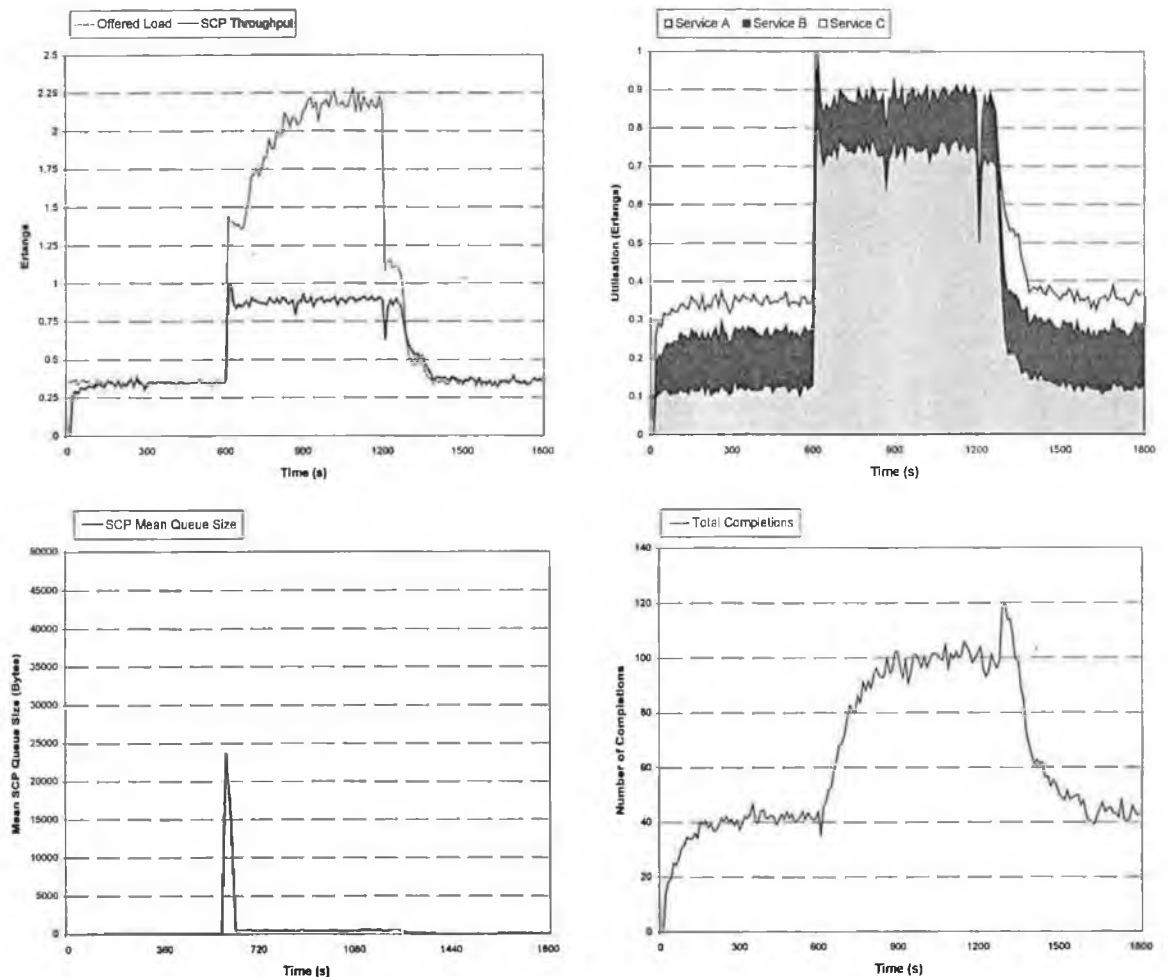 Offered Load SCP Throughput
2.5
2.25
2
1.75
1.5
1.25
1
0.75
0.5
0.25
0
Erlangs
0 300 600 900 1200 1500 1800
Time (s)
Service A Service B Service C
1
0.9
0.8
0.7
0.6
0.5
0.4
0.3
0.2
0.1
0
Utilisation (Erlangs)
0 300 600 900 1200 1500 1800
Time (s)
SCP Mean Queue Size
50000
45000
40000
35000
30000
25000
20000
15000
10000
5000
0
Mean SCP Queue Size (Bytes)
0 360 720 1080 1440 1800
Time (s)
Total Completions
140
120
100
80
60
40
20
0
Number of Completions
0 300 600 900 1200 1500 1800
Time (s)